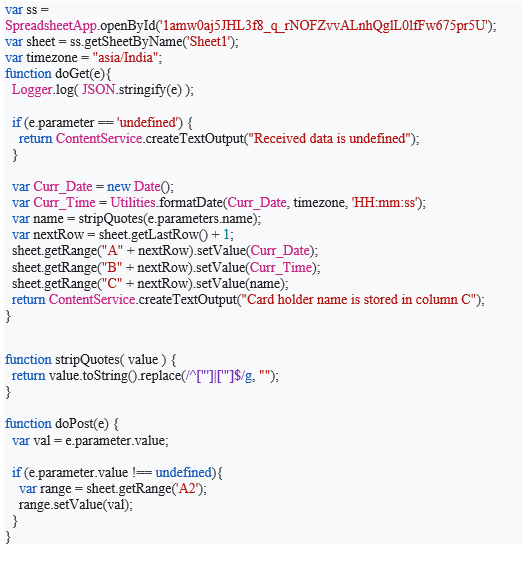 var ss =
SpreadsheetApp.openById('1amw0aj5JHL3f8_q_rNOFZvvALnhQglL0lfFw675pr5U');
var sheet = ss.getSheetByName('Sheet1');
var timezone = "asia/India";
function doGet(e){
Logger.log( JSON.stringify(e) );
if (e.parameter == 'undefined') {
return ContentService.createTextOutput("Received data is undefined");
}
var Curr_Date = new Date();
var Curr_Time = Utilities.formatDate(Curr_Date, timezone, 'HH:mm:ss');
var name = stripQuotes(e.parameters.name);
var nextRow = sheet.getLastRow() + 1;
sheet.getRange("A" + nextRow).setValue(Curr_Date);
sheet.getRange("B" + nextRow).setValue(Curr_Time);
sheet.getRange("C" + nextRow).setValue(name);
return ContentService.createTextOutput("Card holder name is stored in column C");
}
function stripQuotes( value ) {
return value.toString().replace(/^["']|['"]$/g, "");
}
function doPost(e) {
var val = e.parameter.value;
if (e.parameter.value !== undefined){
var range = sheet.getRange('A2');
range.setValue(val);
}
}